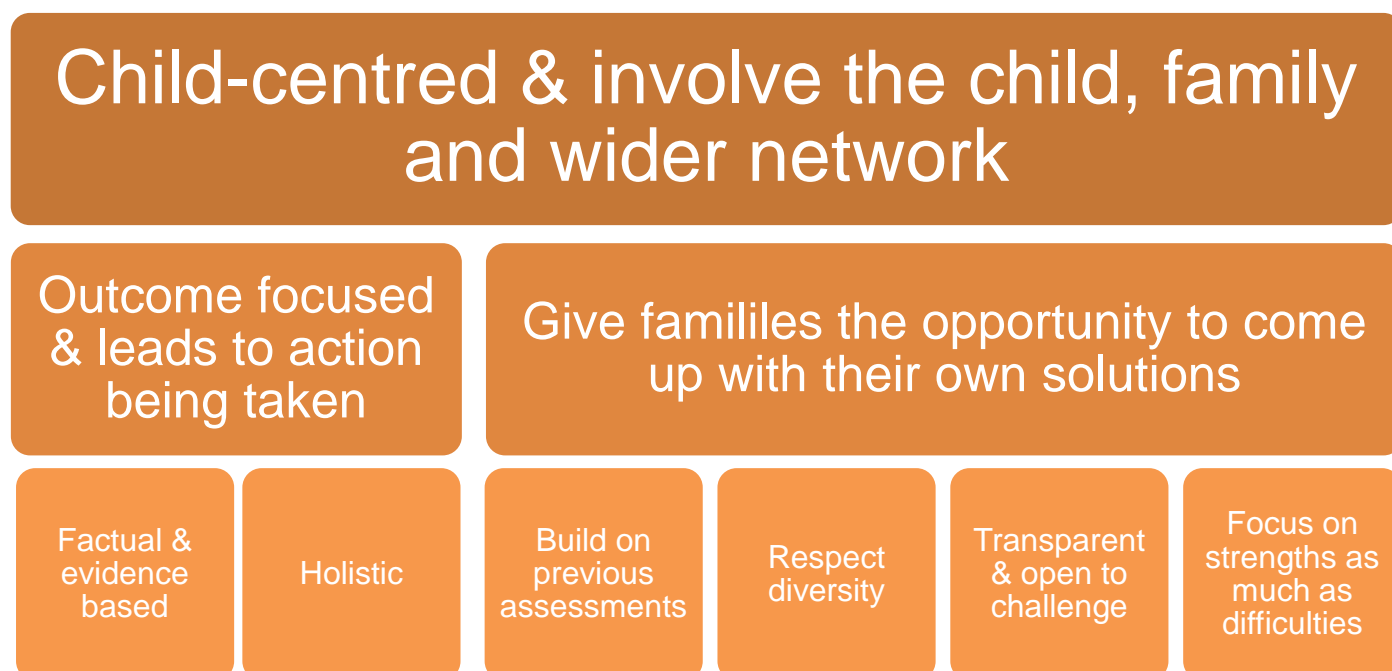 Child-centred & involve the child, family
and wider network
Outcome focused
& leads to action
being taken
Give famililes the opportunity to come
up with their own solutions
Factual &
evidence
based
Holistic
Build on
previous
assessments
Respect
diversity
Transparent
& open to
challenge
Focus on
strengths as
much as
difficulties